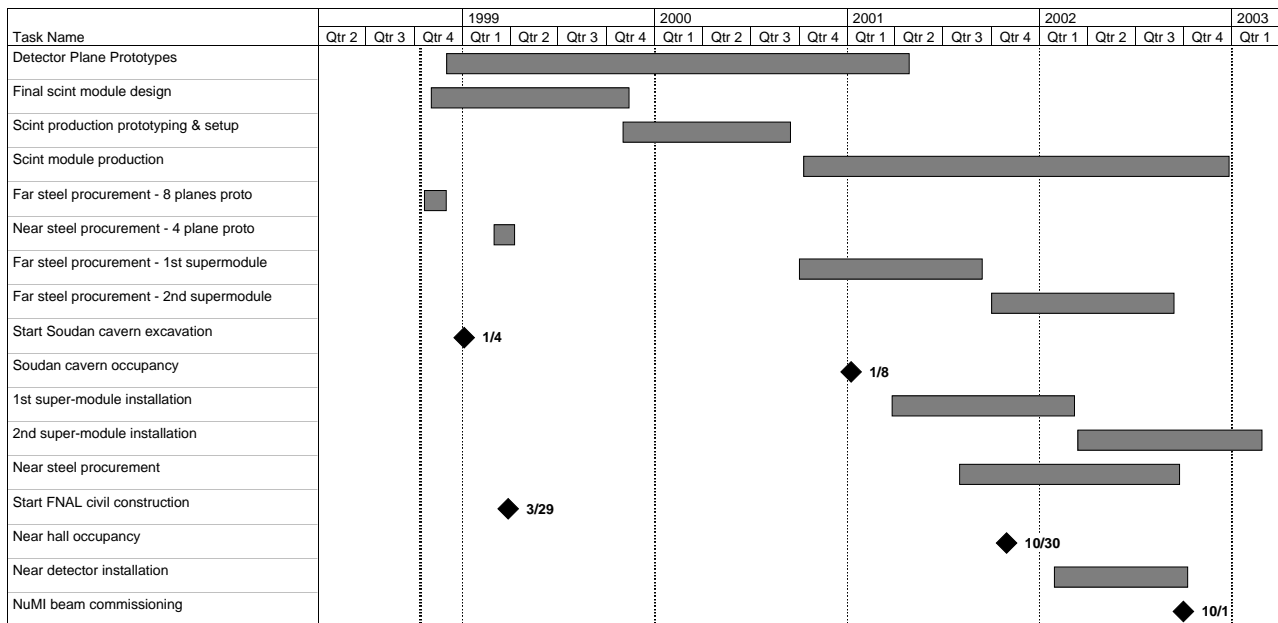 1999 2000 2001 2002 2003
Task Name Qtr 2 Qtr 3 Qtr 4 Qtr 1 Qtr 2 Qtr 3 Qtr 4 Qtr 1 Qtr 2 Qtr 3 Qtr 4 Qtr 1 Qtr 2 Qtr 3 Qtr 4 Qtr 1 Qtr 2 Qtr 3 Qtr 4 Qtr 1
Detector Plane Prototypes
Final scint module design
Scint production prototyping & setup
Scint module production
Far steel procurement - 8 planes proto
Near steel procurement - 4 plane proto
Far steel procurement - 1st supermodule
Far steel procurement - 2nd supermodule
Start Soudan cavern excavation 1/4
Soudan cavern occupancy 1/8
1st super-module installation
2nd super-module installation
Near steel procurement
Start FNAL civil construction 3/29
Near hall occupancy 10/30
Near detector installation
NuMI beam commissioning 10/1